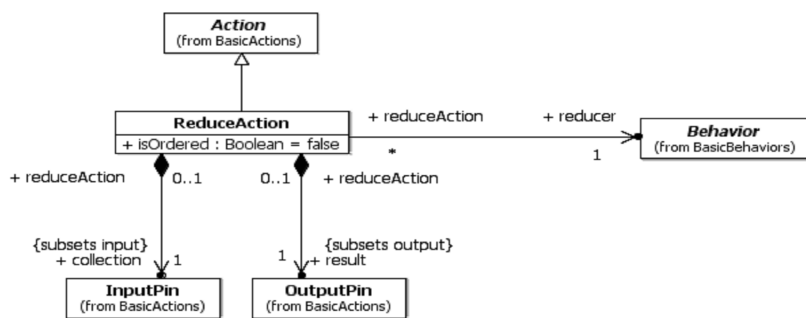 Action
(from BasicActions)
ReduceAction
+ isOrdered : Boolean = false
+ reduceAction
+ reducer
*
1
Behavior
(from BasicBehaviors)
+ reduceAction
0..1
0..1
+ reduceAction
{subsets input}
+ collection
1
1
{subsets output}
+ result
InputPin
(from BasicActions)
OutputPin
(from BasicActions)